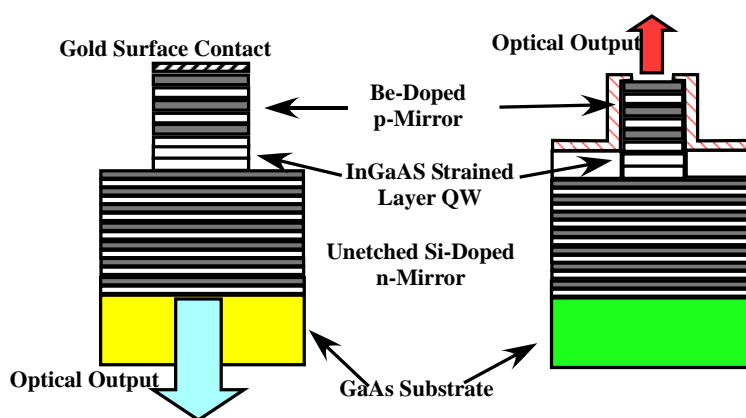 Gold Surface Contact
Optical Output
Be-Doped
p-Mirror
InGaAS Strained
Layer QW
Unetched Si-Doped
n-Mirror
Optical Output
GaAs Substrate